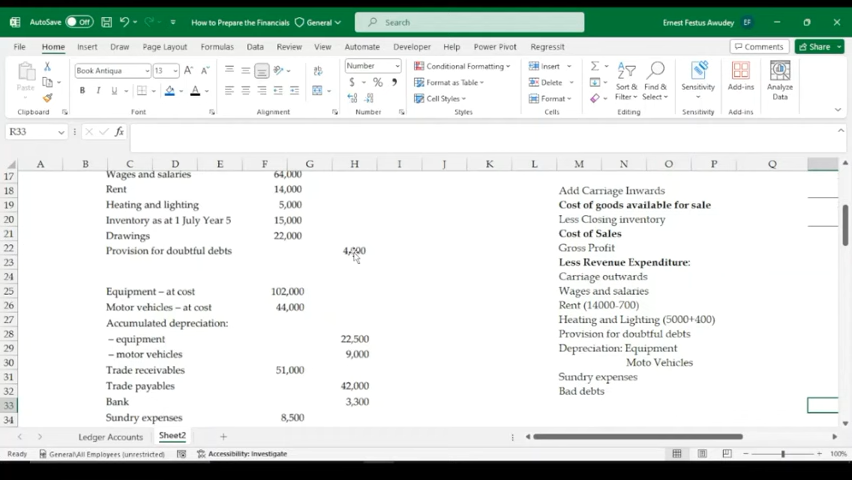 AutoSave Off How to Prepare the Financials General Search Ernest Festus Awudey EF
File Home Insert Draw Page Layout Formulas Data Review View Automate Developer Help Power Pivot Regressit Comments Share
Book Antiqua 13 A A ab Number Conditional Formatting Insert Σ
Paste $ % Format as Table Delete Sort & Filter Find & Select Sensitivity Add-ins Analyze Data
B I U A Cell Styles Format
Clipboard Font Alignment Number Styles Cells Editing Sensitivity Add-ins
R33 fx
A B C D E F G H I J K L M N O P Q
17 Wages and salaries 64,000
18 Rent 14,000 Add Carriage Inwards
19 Heating and lighting 5,000 Cost of goods available for sale
20 Inventory as at 1 July Year 5 15,000 Less Closing inventory
21 Drawings 22,000 Cost of Sales
22 Provision for doubtful debts Gross Profit
23 Less Revenue Expenditure:
24 Carriage outwards
25 Equipment – at cost 102,000 Wages and salaries
26 Motor vehicles – at cost 44,000 Rent (14000-700)
27 Accumulated depreciation: Heating and Lighting (5000+400)
28 – equipment 22,500 Provision for doubtful debts
29 – motor vehicles 9,000 Depreciation: Equipment
30 Trade receivables 51,000 Moto Vehicles
31 Trade payables 42,000 Sundry expenses
32 Bank 3,300 Bad debts
33 Sundry expenses 8,500
34
Ledger Accounts Sheet2 +
Ready General\All Employees (unrestricted) Accessibility: Investigate 100%